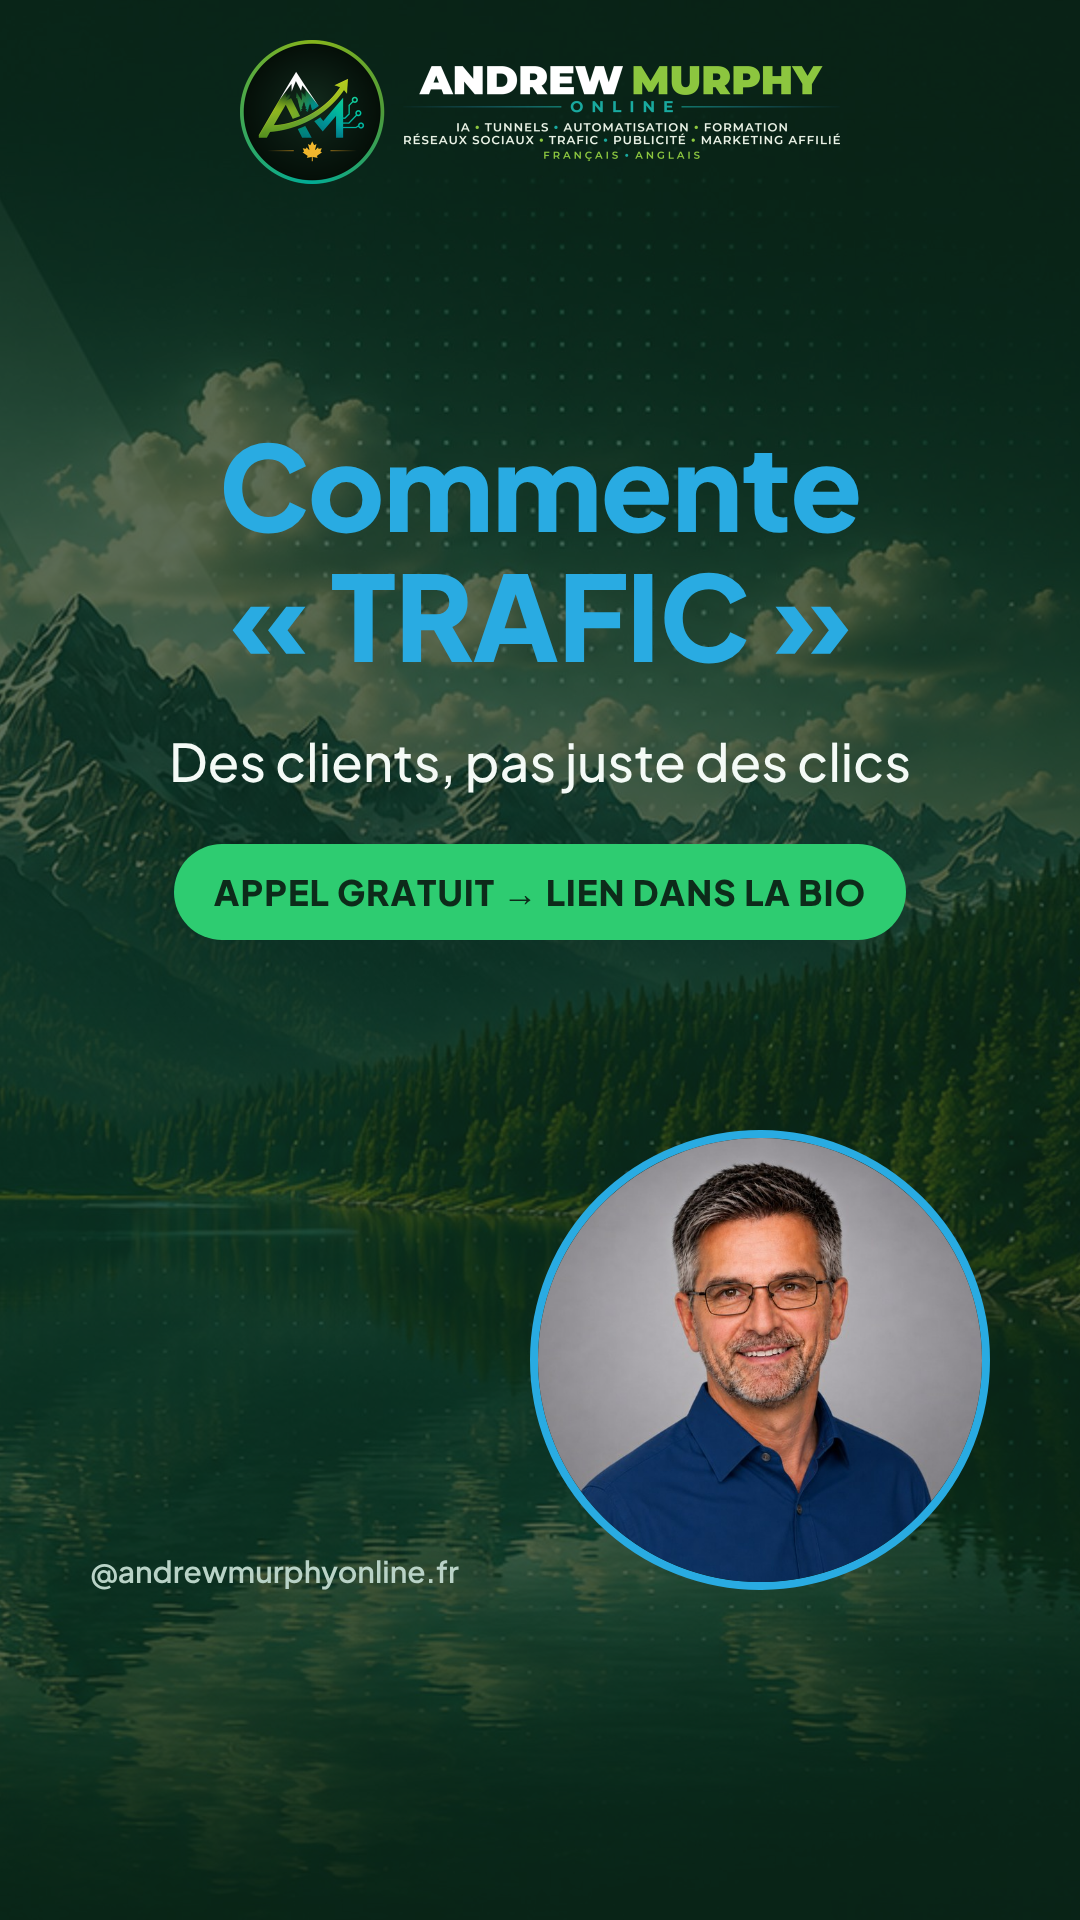 AM
ANDREW MURPHY
ONLINE
IA • TUNNELS • AUTOMATISATION • FORMATION
RÉSEAUX SOCIAUX • TRAFIC • PUBLICITÉ • MARKETING AFFILIÉ
FRANÇAIS • ANGLAIS
Commente
« TRAFIC »
Des clients, pas juste des clics
APPEL GRATUIT → LIEN DANS LA BIO
@andrewmurphyonline.fr